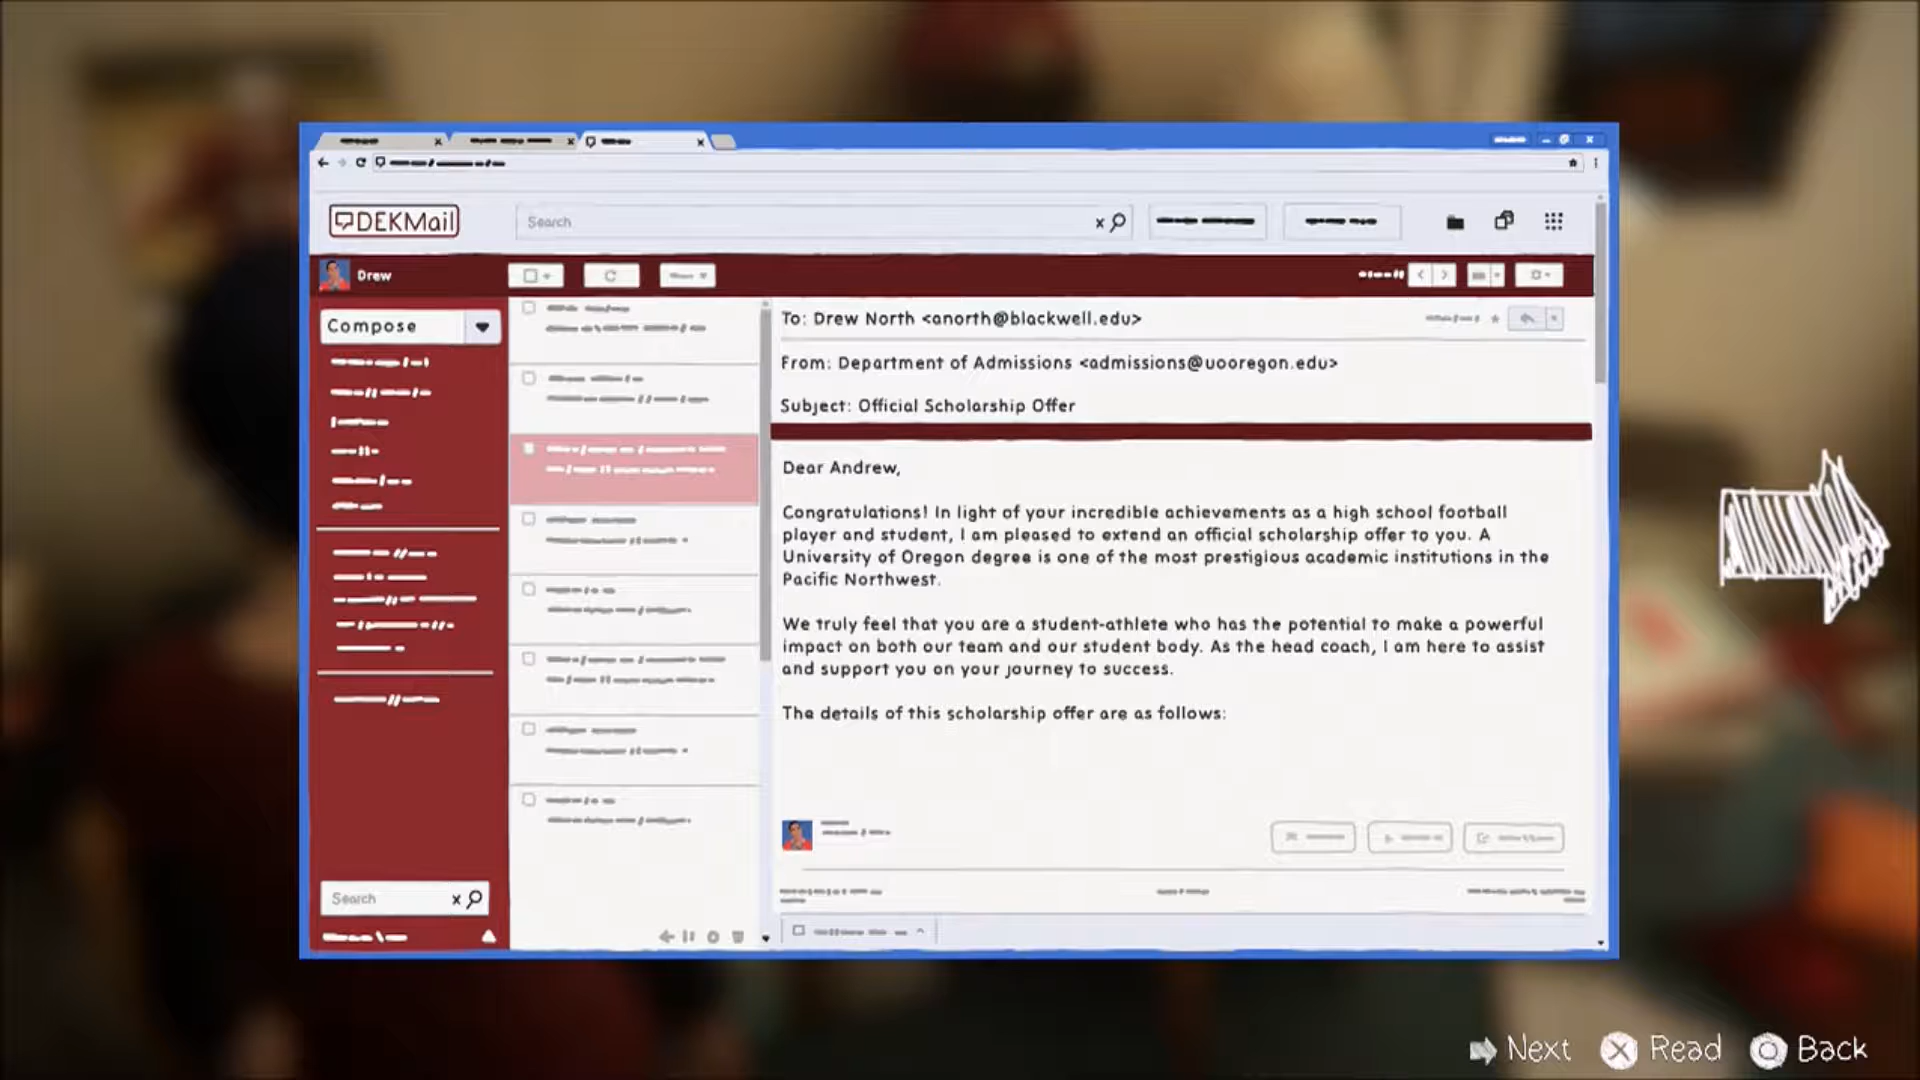 DEKMail
Search
Drew
Compose
To: Drew North <anorth@blackwell.edu>
From: Department of Admissions <admissions@uooregon.edu>
Subject: Official Scholarship Offer
Dear Andrew,
Congratulations! In light of your incredible achievements as a high school football
player and student, I am pleased to extend an official scholarship offer to you. A
University of Oregon degree is one of the most prestigious academic institutions in the
Pacific Northwest.
We truly feel that you are a student-athlete who has the potential to make a powerful
impact on both our team and our student body. As the head coach, I am here to assist
and support you on your journey to success.
The details of this scholarship offer are as follows:
Search
Next Read Back